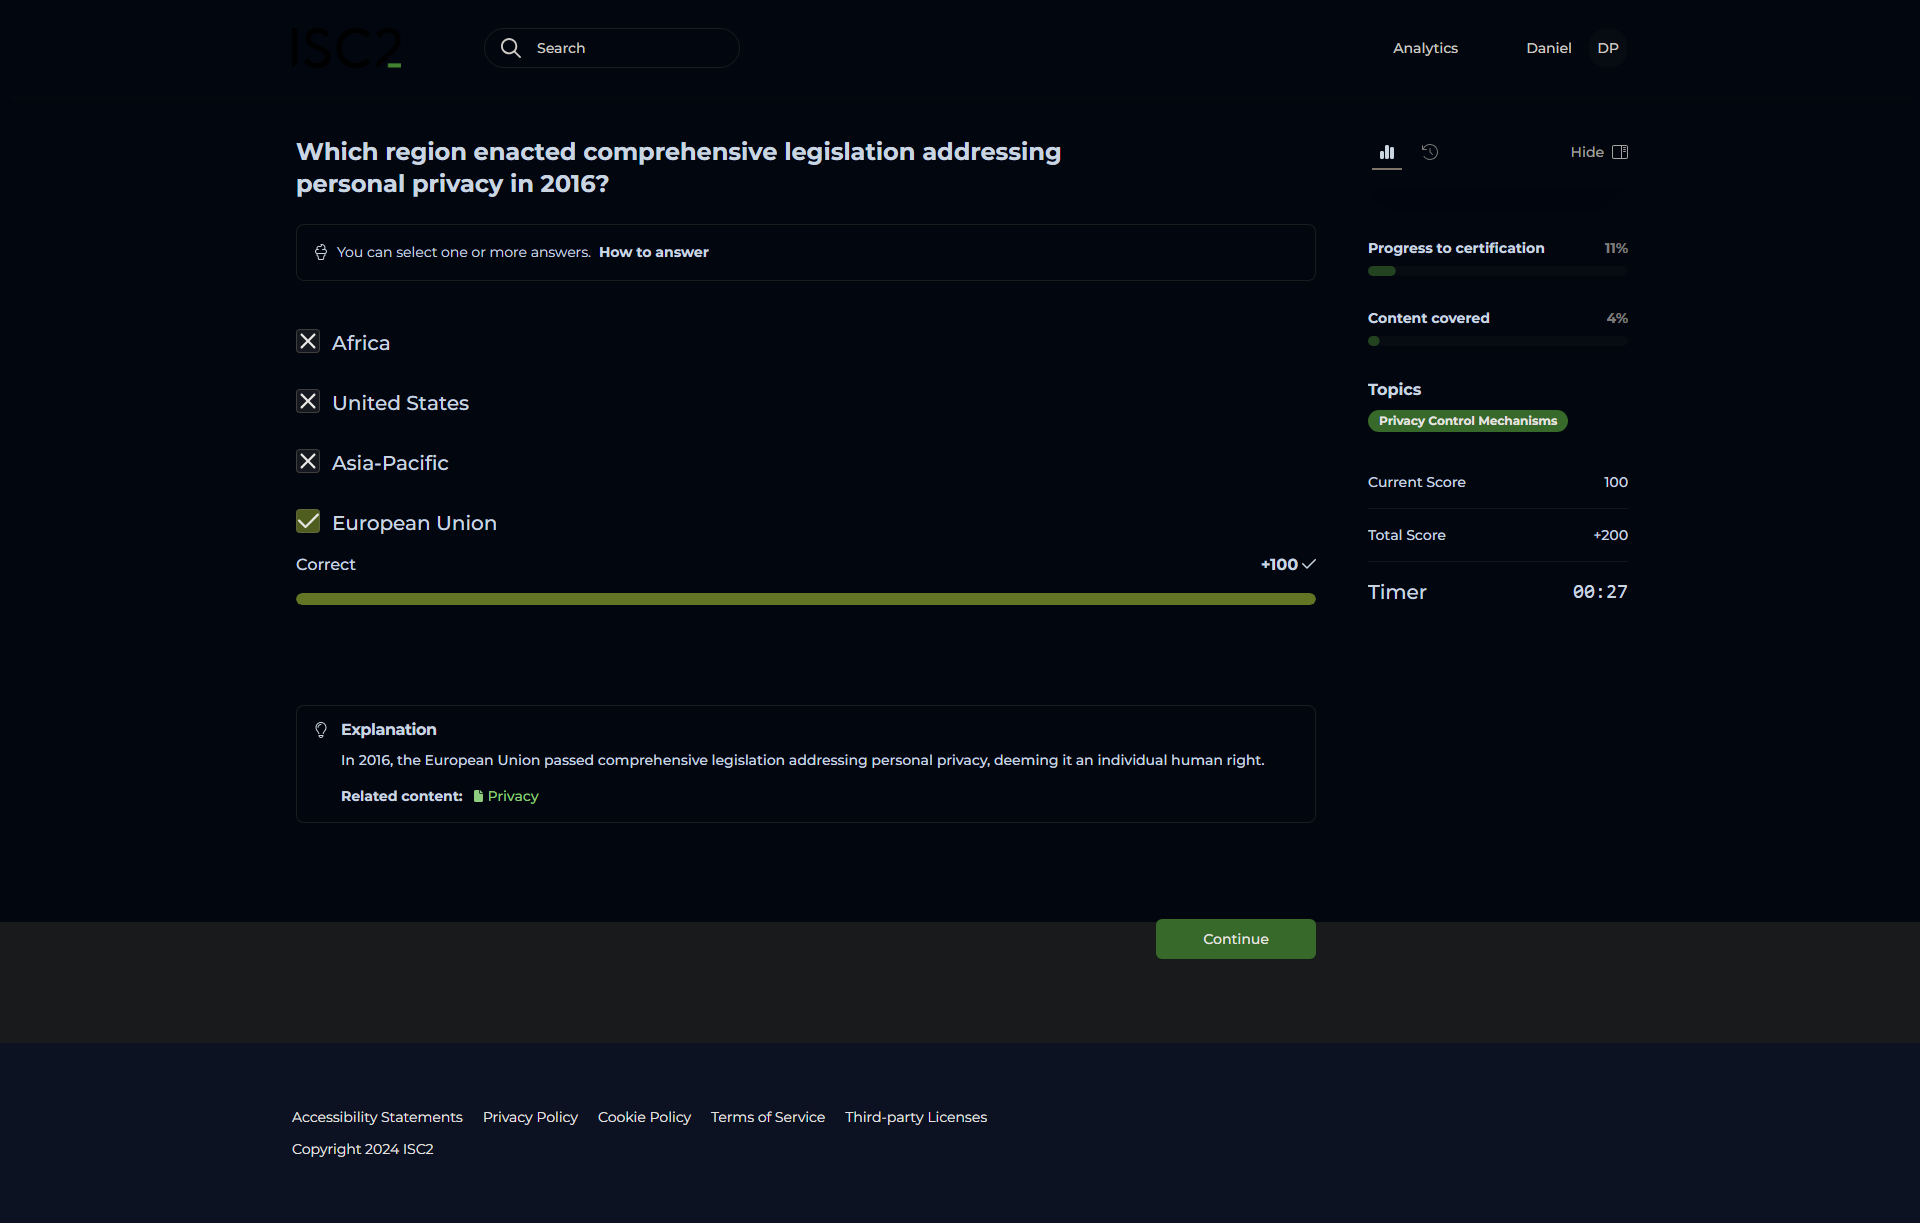 ISC2
Search
Analytics
Daniel
DP
Which region enacted comprehensive legislation addressing
personal privacy in 2016?
You can select one or more answers. How to answer
Africa
United States
Asia-Pacific
European Union
Correct
+100
Explanation
In 2016, the European Union passed comprehensive legislation addressing personal privacy, deeming it an individual human right.
Related content: Privacy
Continue
Hide
Progress to certification 11%
Content covered 4%
Topics
Privacy Control Mechanisms
Current Score 100
Total Score +200
Timer 00:27
Accessibility Statements Privacy Policy Cookie Policy Terms of Service Third-party Licenses
Copyright 2024 ISC2